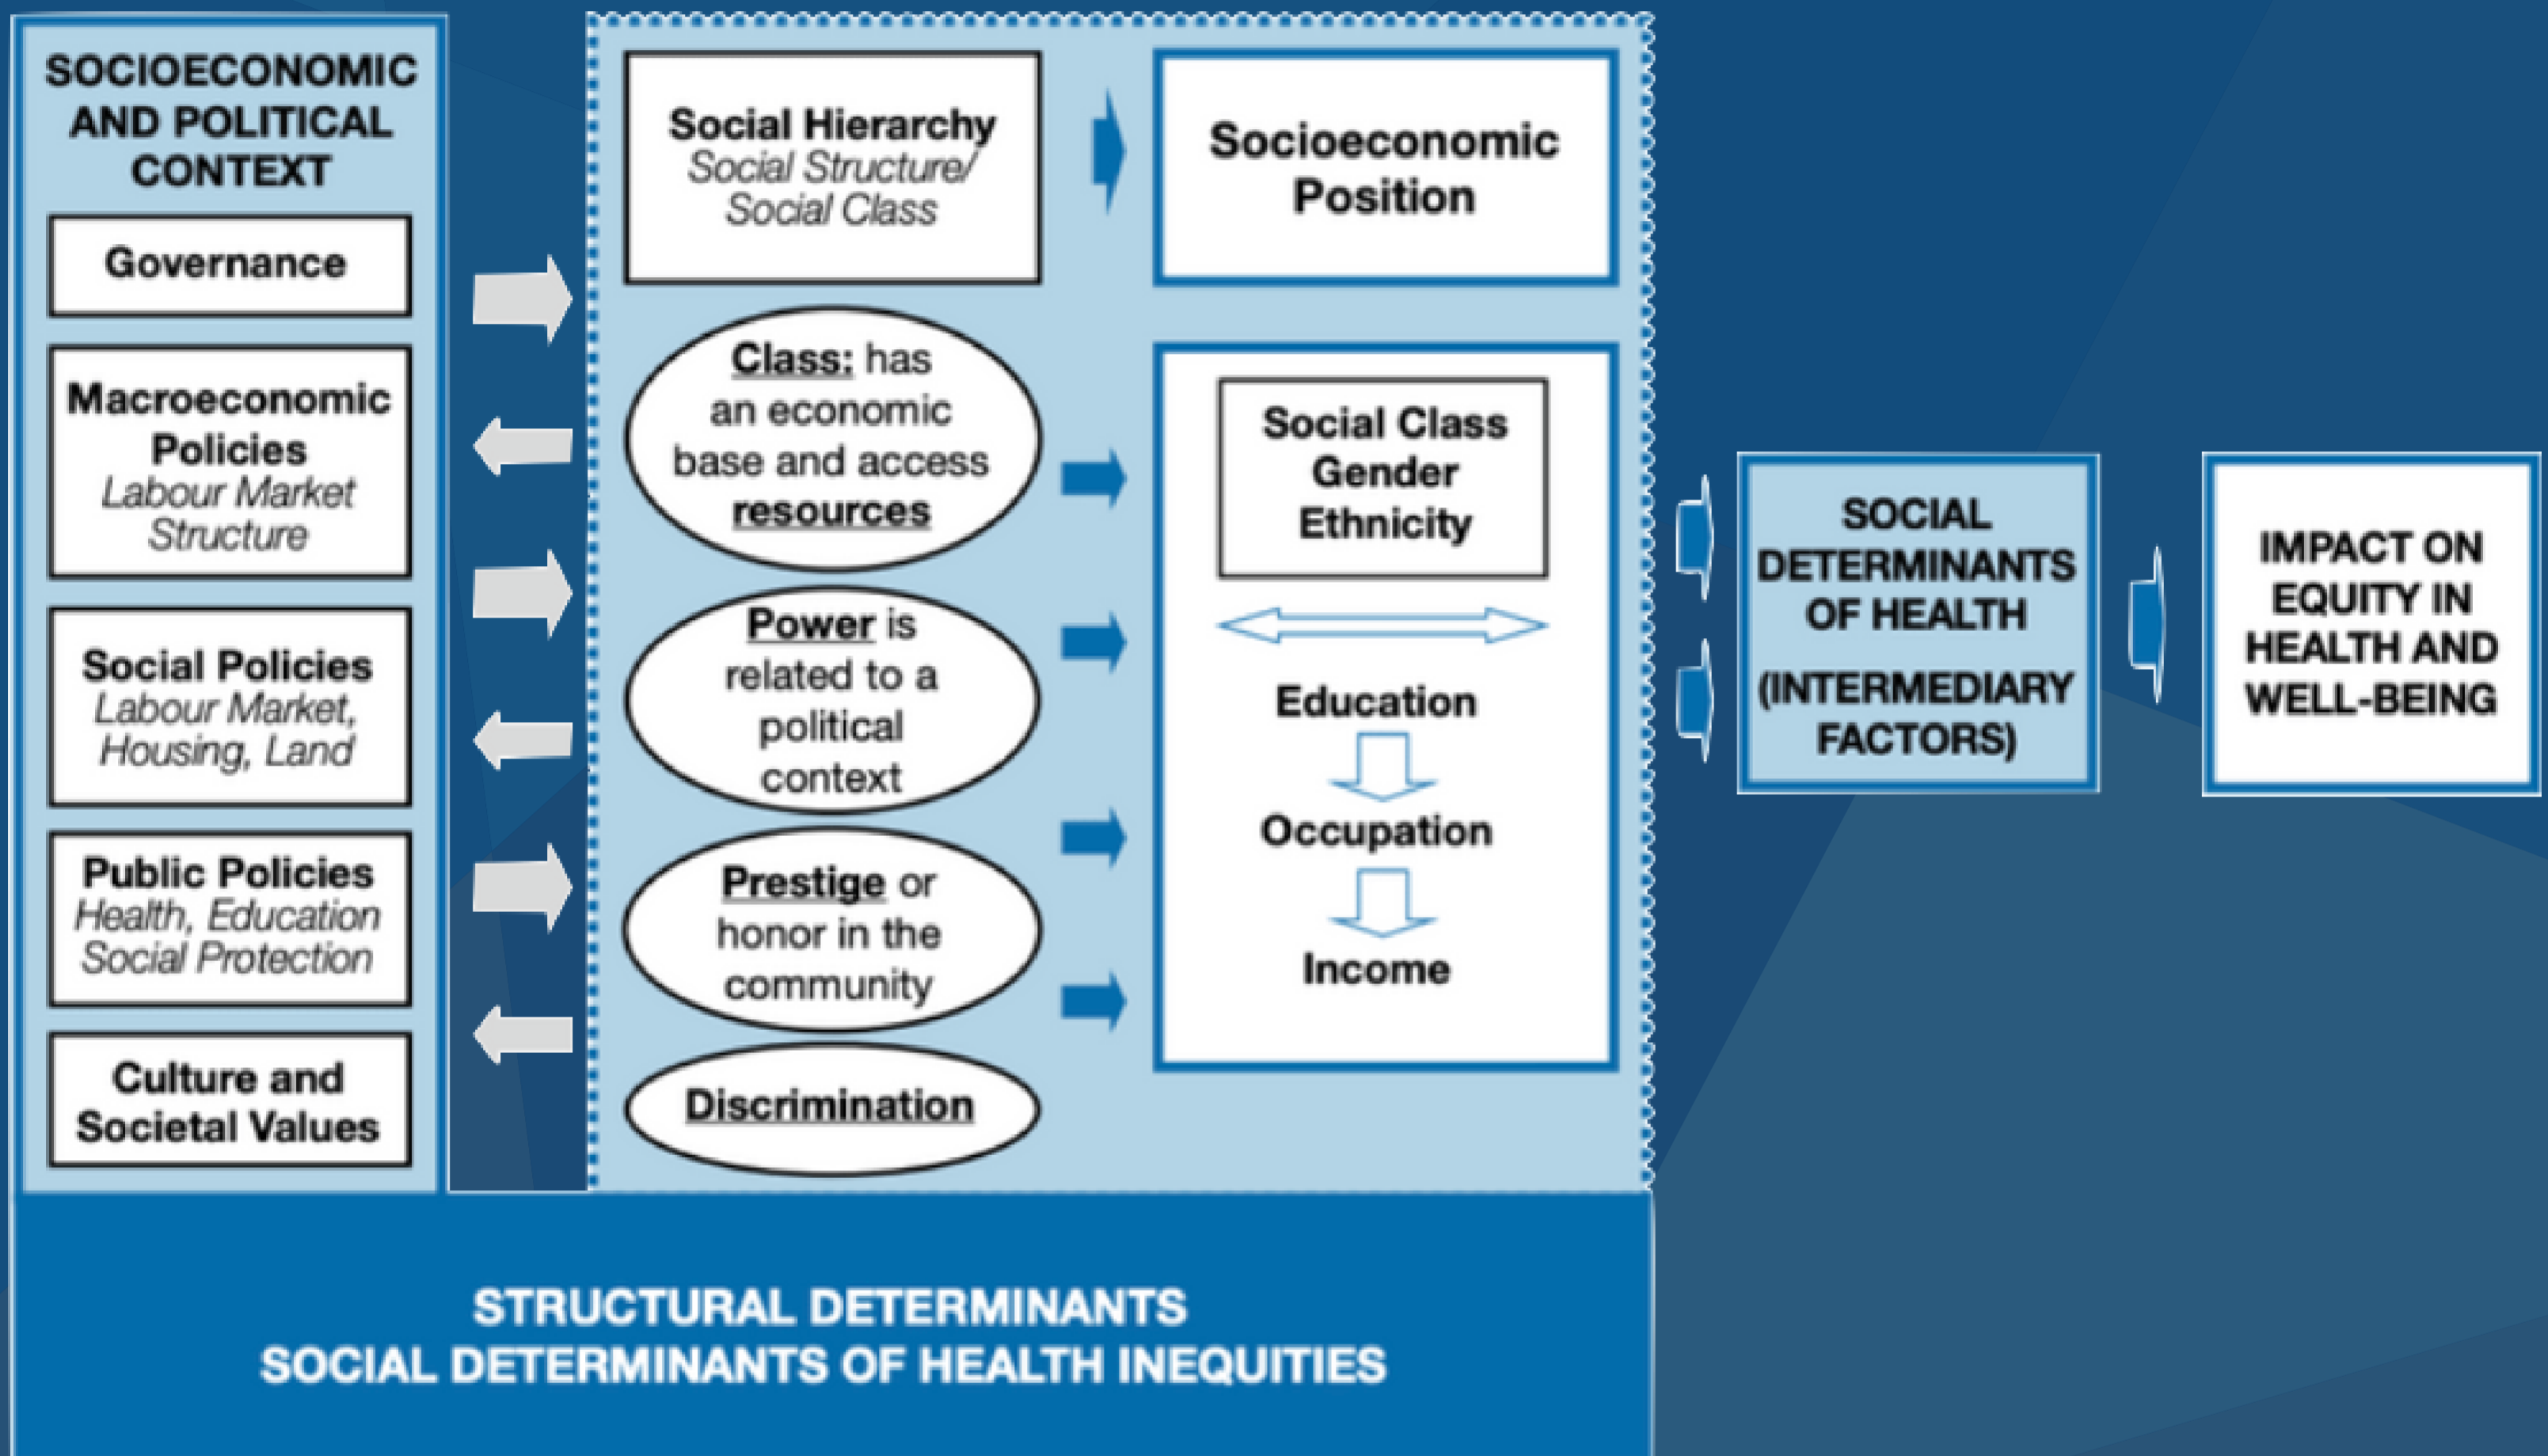 SOCIOECONOMIC
AND POLITICAL
CONTEXT
Governance
Macroeconomic
Policies
Labour Market
Structure
Social Policies
Labour Market,
Housing, Land
Public Policies
Health, Education
Social Protection
Culture and
Societal Values
Social Hierarchy
Social Structure/
Social Class
Class: has
an economic
base and access
resources
Power is
related to a
political
context
Prestige or
honor in the
community
Discrimination
Socioeconomic
Position
Social Class
Gender
Ethnicity
Education
Occupation
Income
SOCIAL
DETERMINANTS
OF HEALTH
(INTERMEDIARY
FACTORS)
IMPACT ON
EQUITY IN
HEALTH AND
WELL-BEING
STRUCTURAL DETERMINANTS
SOCIAL DETERMINANTS OF HEALTH INEQUITIES